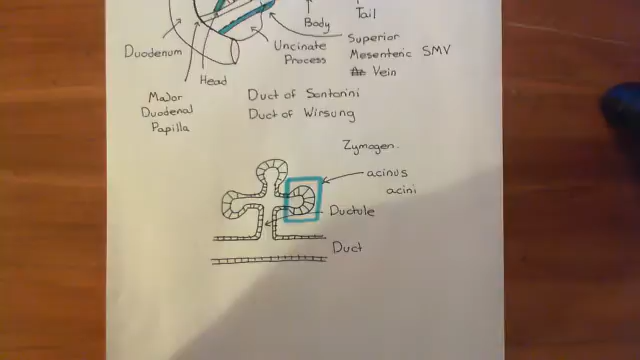 Tail
Body
Duodenum
Uncinate
Process
Superior
Mesenteric SMV
Vein
Head
Major
Duodenal
Papilla
Duct of Santorini
Duct of Wirsung
Zymogen.
acinus
acini
Ductule
Duct